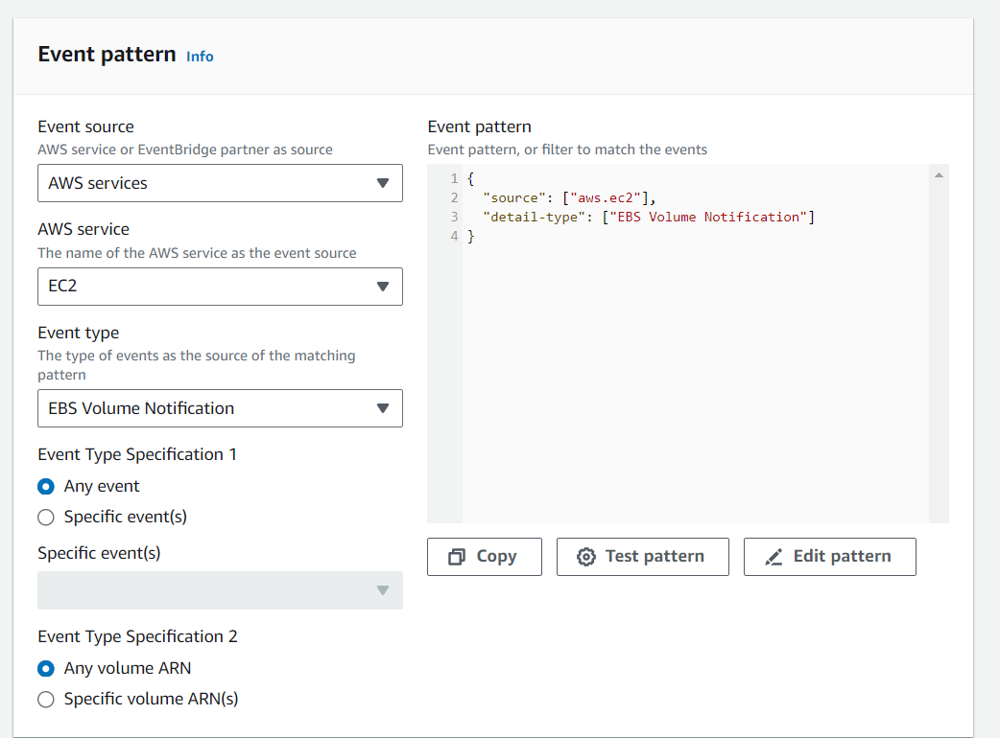 Event pattern Info
Event source
AWS service or EventBridge partner as source
AWS services
AWS service
The name of the AWS service as the event source
EC2
Event type
The type of events as the source of the matching
pattern
EBS Volume Notification
Event Type Specification 1
Any event
Specific event(s)
Specific event(s)
Event Type Specification 2
Any volume ARN
Specific volume ARN(s)
Event pattern
Event pattern, or filter to match the events
1 {
2   "source": ["aws.ec2"],
3   "detail-type": ["EBS Volume Notification"]
4 }
Copy
Test pattern
Edit pattern